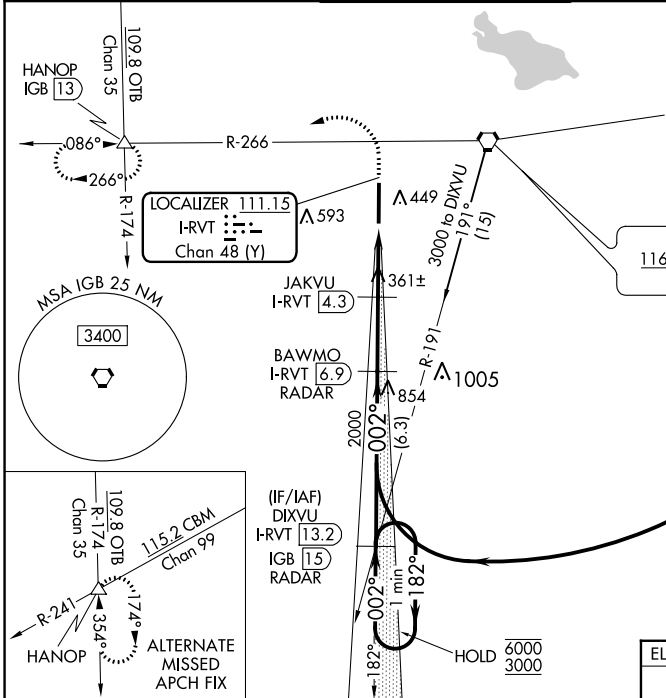 109.8 OTB
Chan 35
HANOP
IGB 13
086°
266°
R-266
R-174
LOCALIZER 111.15
I-RVT
Chan 48 (Y)
593
449
3000 to DIXVU
191°
(15)
116
MSA IGB 25 NM
3400
JAKVU
I-RVT 4.3
361±
R-191
BAWMO
I-RVT 6.9
RADAR
1005
854
2000
002°
(6.3)
(IF/IAF)
DIXVU
I-RVT 13.2
IGB 15
RADAR
002°
1 min
182°
182°
HOLD 6000
3000
109.8 OTB
R-174
Chan 35
115.2 CBM
Chan 99
R-241
174°
354°
HANOP
ALTERNATE
MISSED
APCH FIX
EL